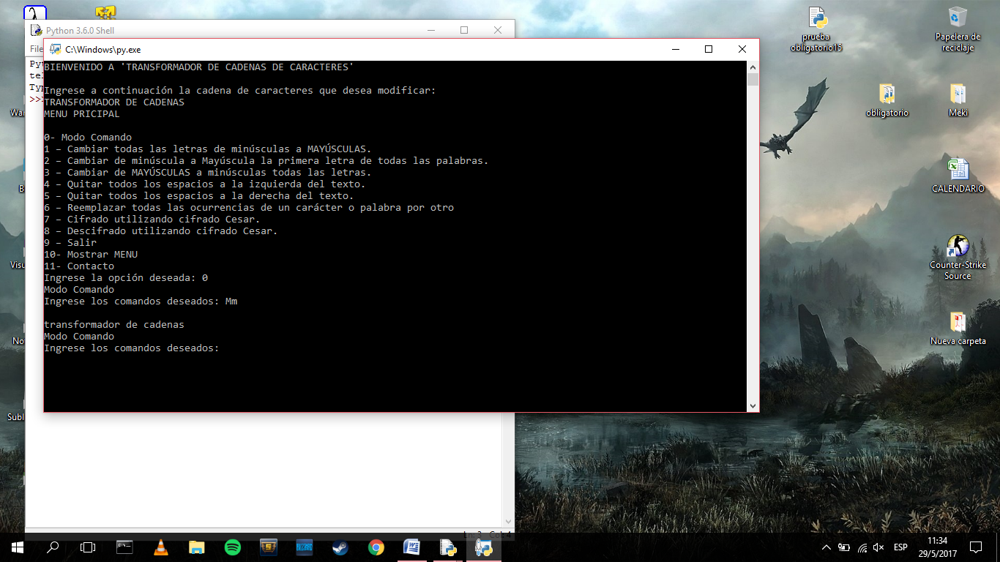 Python 3.6.0 Shell
File
C:\Windows\py.exe
BIENVENIDO A 'TRANSFORMADOR DE CADENAS DE CARACTERES'
Ingrese a continuación la cadena de caracteres que desea modificar:
TRANSFORMADOR DE CADENAS
MENU PRICIPAL
0- Modo Comando
1 – Cambiar todas las letras de minúsculas a MAYÚSCULAS.
2 – Cambiar de minúscula a Mayúscula la primera letra de todas las palabras.
3 – Cambiar de MAYÚSCULAS a minúsculas todas las letras.
4 – Quitar todos los espacios a la izquierda del texto.
5 – Quitar todos los espacios a la derecha del texto.
6 – Reemplazar todas las ocurrencias de un carácter o palabra por otro
7 – Cifrado utilizando cifrado Cesar.
8 – Descifrado utilizando cifrado Cesar.
9 – Salir
10- Mostrar MENU
11- Contacto
Ingrese la opción deseada: 0
Modo Comando
Ingrese los comandos deseados: Mm
transformador de cadenas
Modo Comando
Ingrese los comandos deseados:
>>>
prueba
obligatorio15
Papelera de
reciclaje
obligatorio
Meki
CALENDARIO
Counter-Strike
Source
Nueva carpeta
Ln: 3 Col: 4
ESP
11:34
29/5/2017